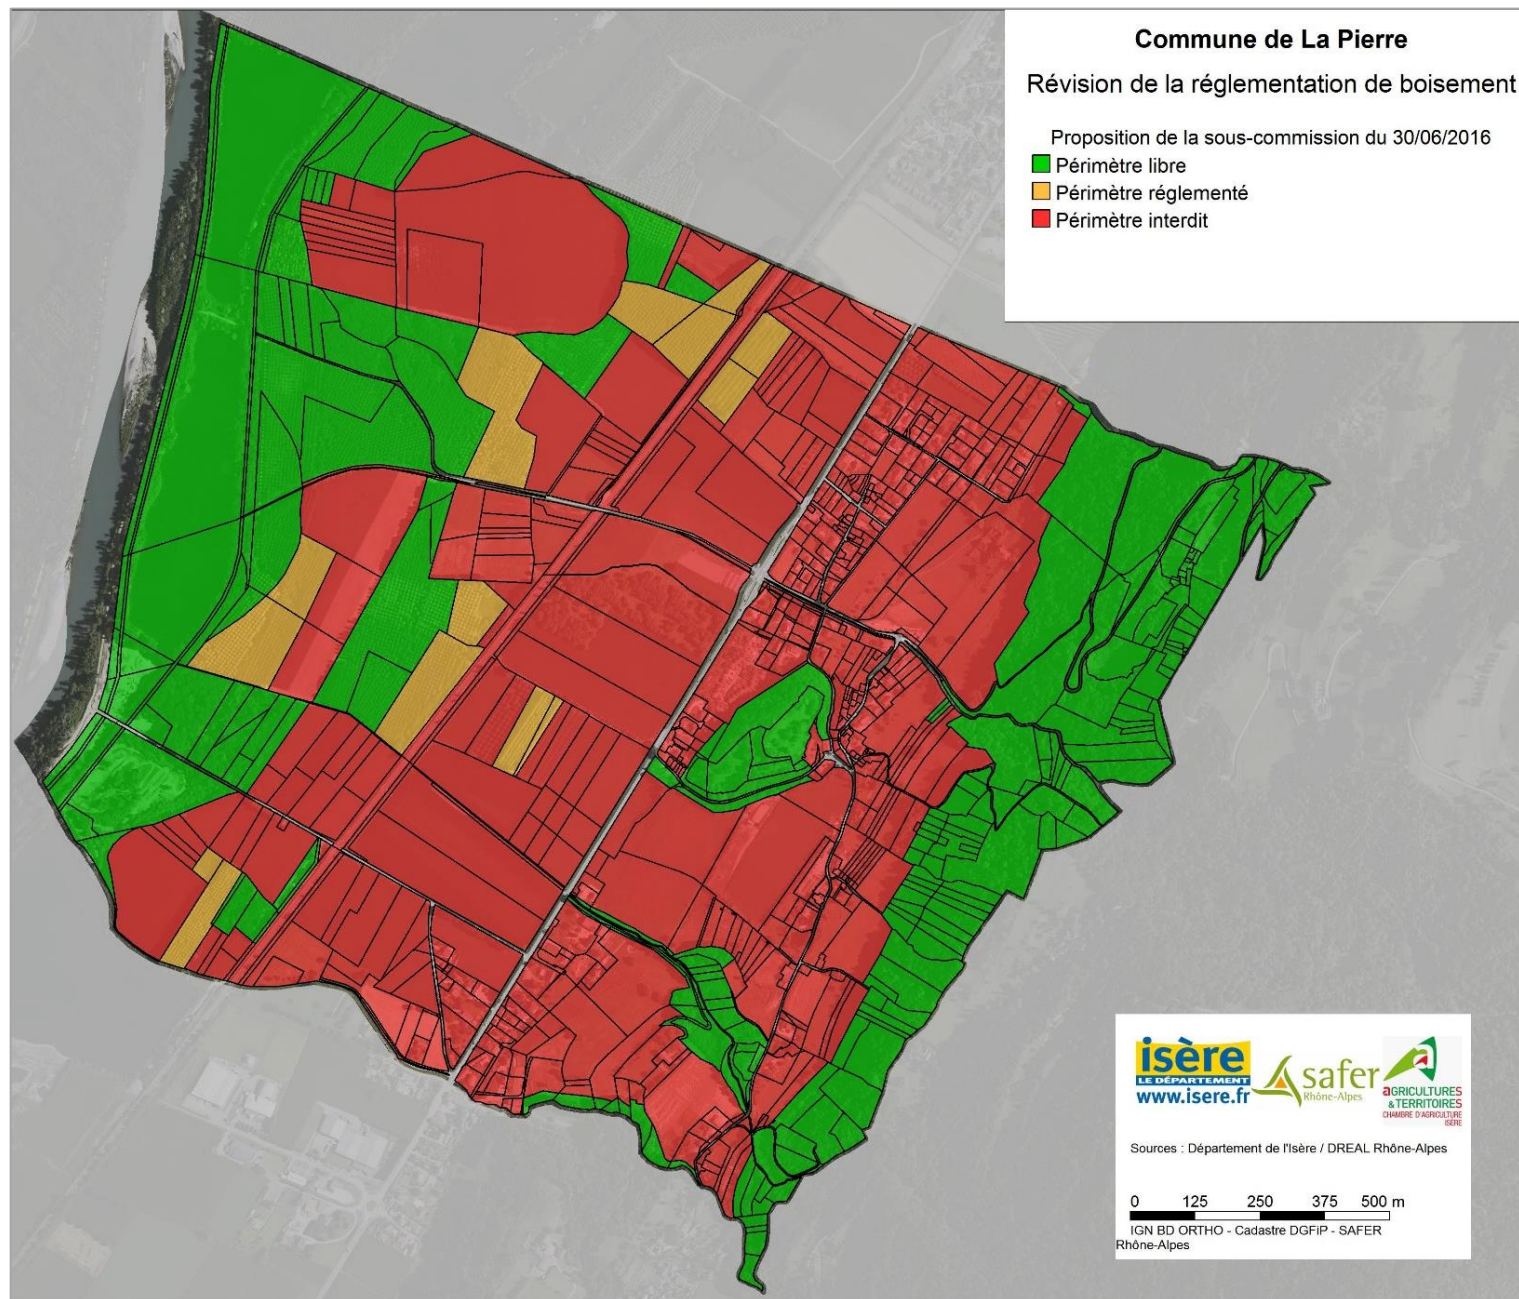 Commune de La Pierre
Révision de la réglementation de boisement
Proposition de la sous-commission du 30/06/2016
Périmètre libre
Périmètre réglementé
Périmètre interdit
isère
LE DÉPARTEMENT
www.isere.fr
safer
Rhône-Alpes
aGRICULTURES
& TERRITOIRES
CHAMBRE D'AGRICULTURE
ISÈRE
Sources : Département de l'Isère / DREAL Rhône-Alpes
0 125 250 375 500 m
IGN BD ORTHO - Cadastre DGFiP - SAFER
Rhône-Alpes